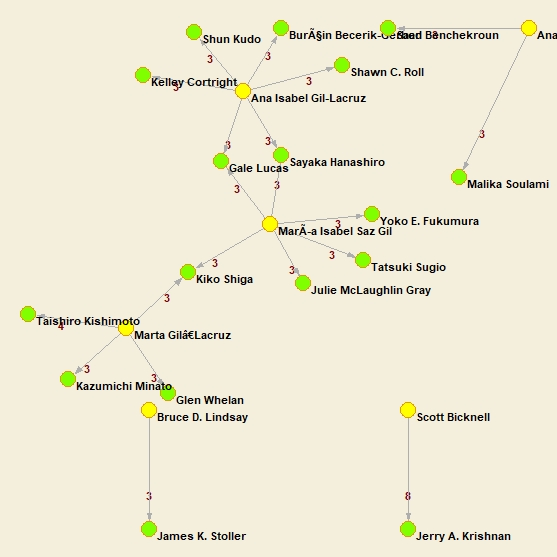 Shun Kudo
BurÃ§in Becerik-Gerber
Saad Benchekroun
3
Ana
3
3
Shawn C. Roll
3
Kelley Cortright
3
Ana Isabel Gil-Lacruz
3
3
3
Gale Lucas
Sayaka Hanashiro
Malika Soulami
3
3
Yoko E. Fukumura
3
MarÃ-a Isabel Saz Gil
3
3
3
Tatsuki Sugio
Kiko Shiga
Julie McLaughlin Gray
3
Taishiro Kishimoto
4
Marta Gilâ€Lacruz
3
3
Kazumichi Minato
Glen Whelan
Bruce D. Lindsay
Scott Bicknell
3
8
James K. Stoller
Jerry A. Krishnan